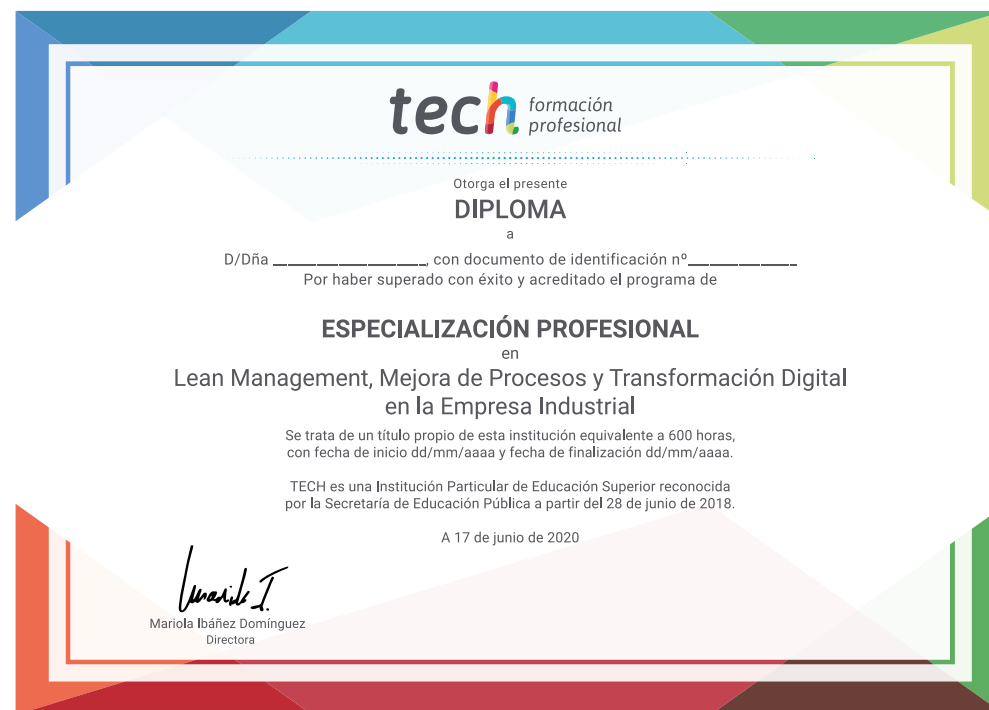 tech formación
profesional
Otorga el presente
DIPLOMA
a
D/Dña ____________________, con documento de identificación nº______________
Por haber superado con éxito y acreditado el programa de
ESPECIALIZACIÓN PROFESIONAL
en
Lean Management, Mejora de Procesos y Transformación Digital
en la Empresa Industrial
Se trata de un título propio de esta institución equivalente a 600 horas,
con fecha de inicio dd/mm/aaaa y fecha de finalización dd/mm/aaaa.
TECH es una Institución Particular de Educación Superior reconocida
por la Secretaría de Educación Pública a partir del 28 de junio de 2018.
A 17 de junio de 2020
Mariola Ibáñez Domínguez
Directora